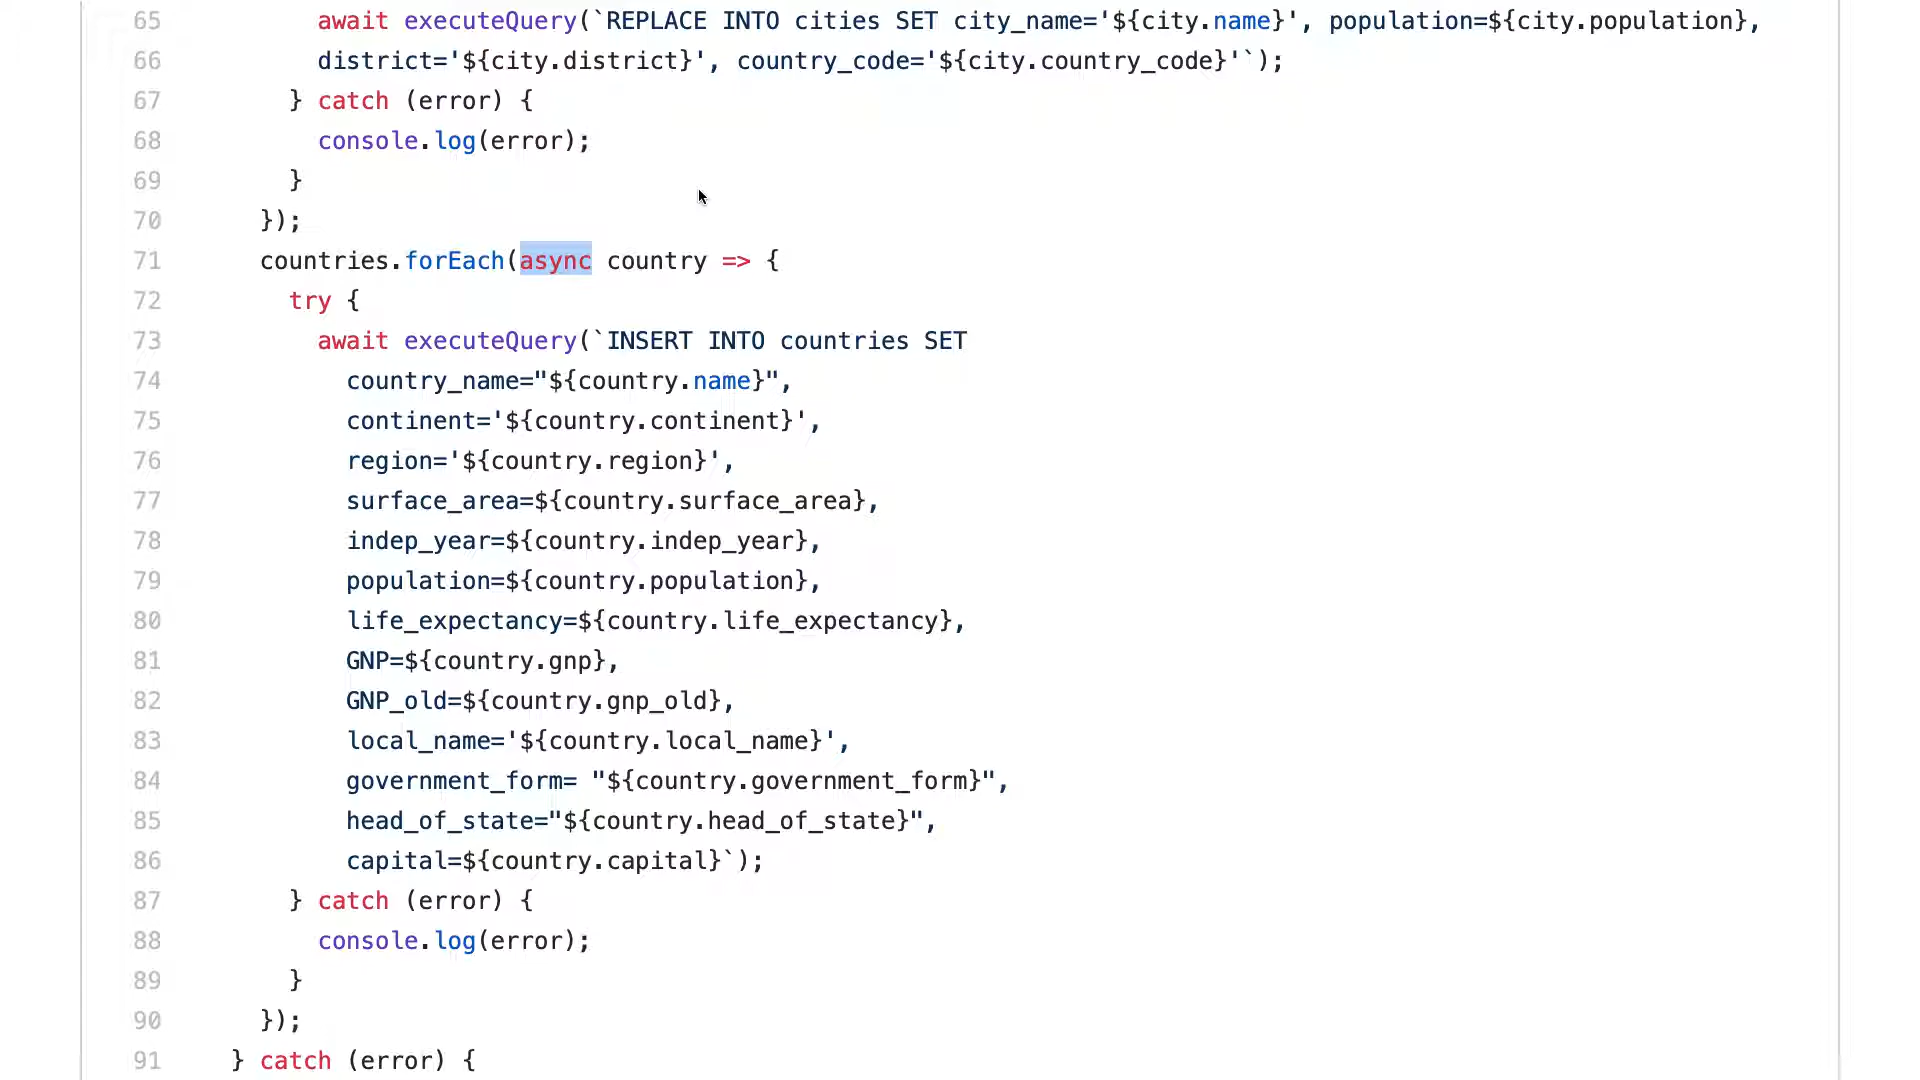 65 await executeQuery(`REPLACE INTO cities SET city_name='${city.name}', population=${city.population},
66 district='${city.district}', country_code='${city.country_code}'`);
67 } catch (error) {
68 console.log(error);
69 }
70 });
71 countries.forEach(async country => {
72 try {
73 await executeQuery(`INSERT INTO countries SET
74 country_name="${country.name}",
75 continent='${country.continent}',
76 region='${country.region}',
77 surface_area=${country.surface_area},
78 indep_year=${country.indep_year},
79 population=${country.population},
80 life_expectancy=${country.life_expectancy},
81 GNP=${country.gnp},
82 GNP_old=${country.gnp_old},
83 local_name='${country.local_name}',
84 government_form= "${country.government_form}",
85 head_of_state="${country.head_of_state}",
86 capital=${country.capital}`);
87 } catch (error) {
88 console.log(error);
89 }
90 });
91 } catch (error) {